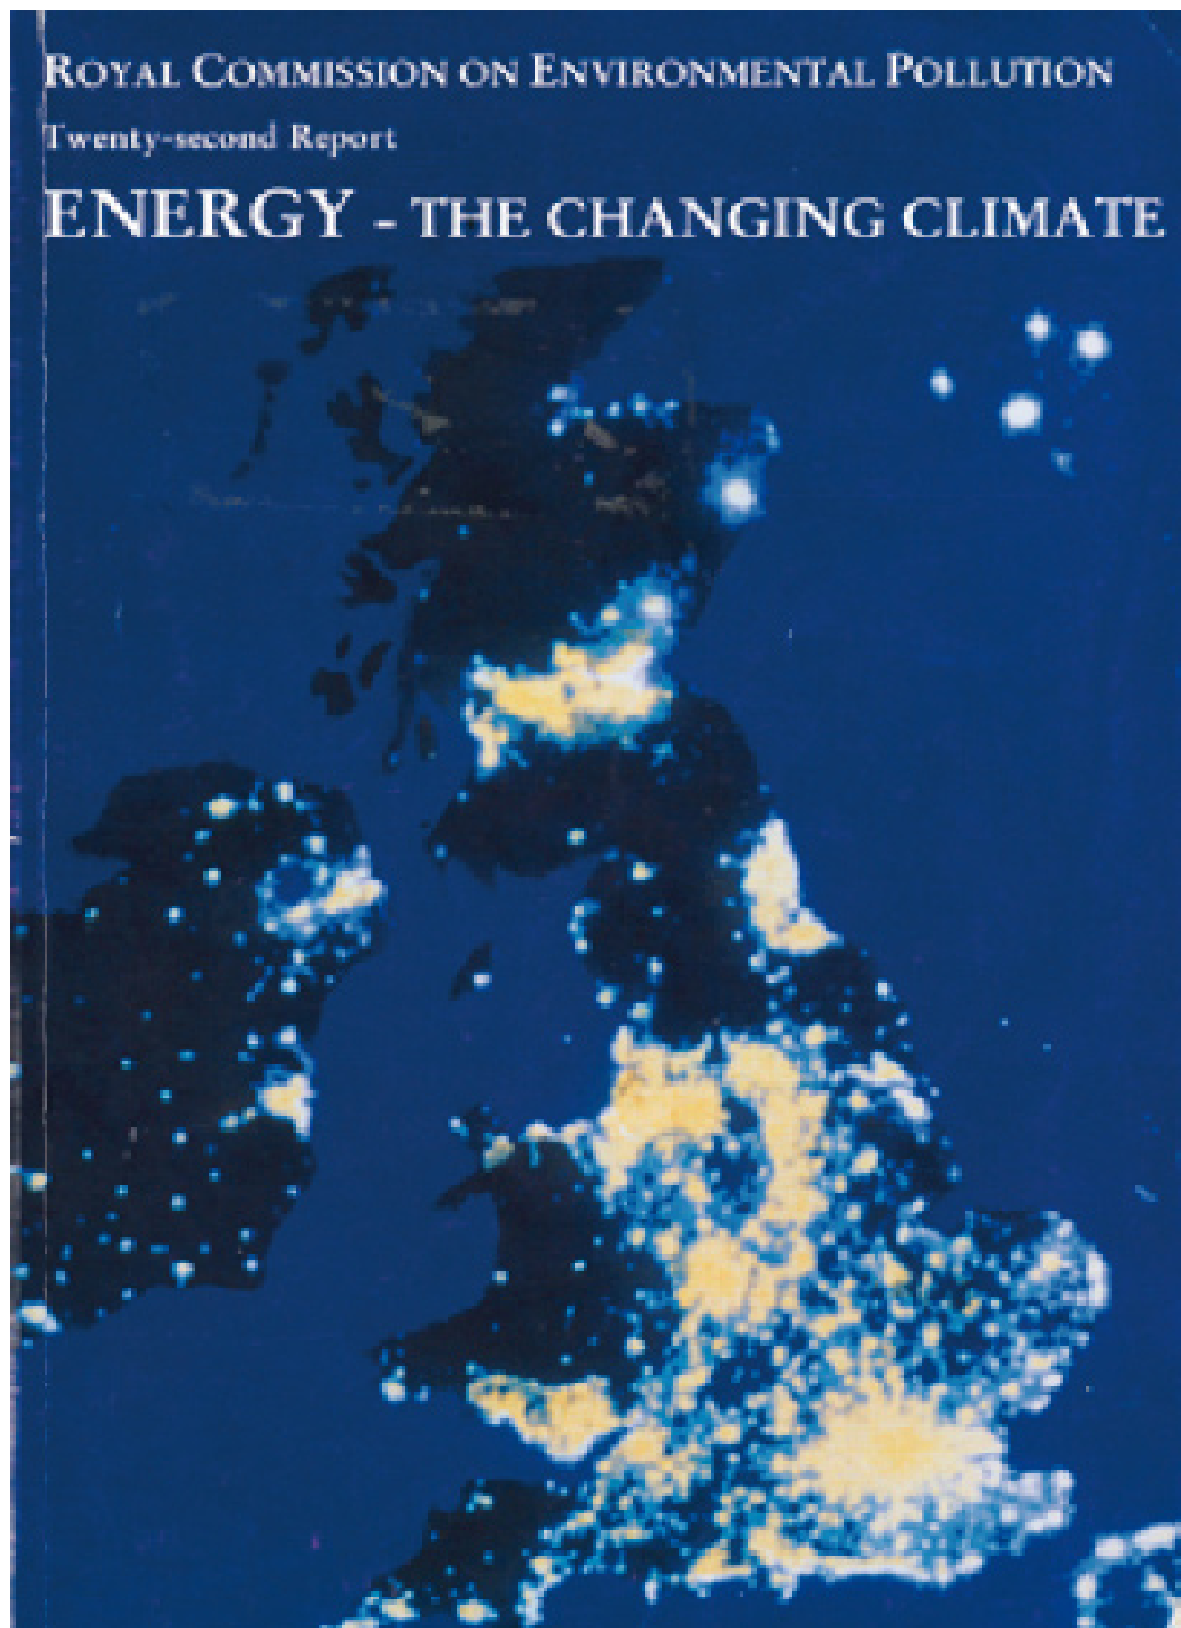 ROYAL COMMISSION ON ENVIRONMENTAL POLLUTION
Twenty-second Report
ENERGY - THE CHANGING CLIMATE